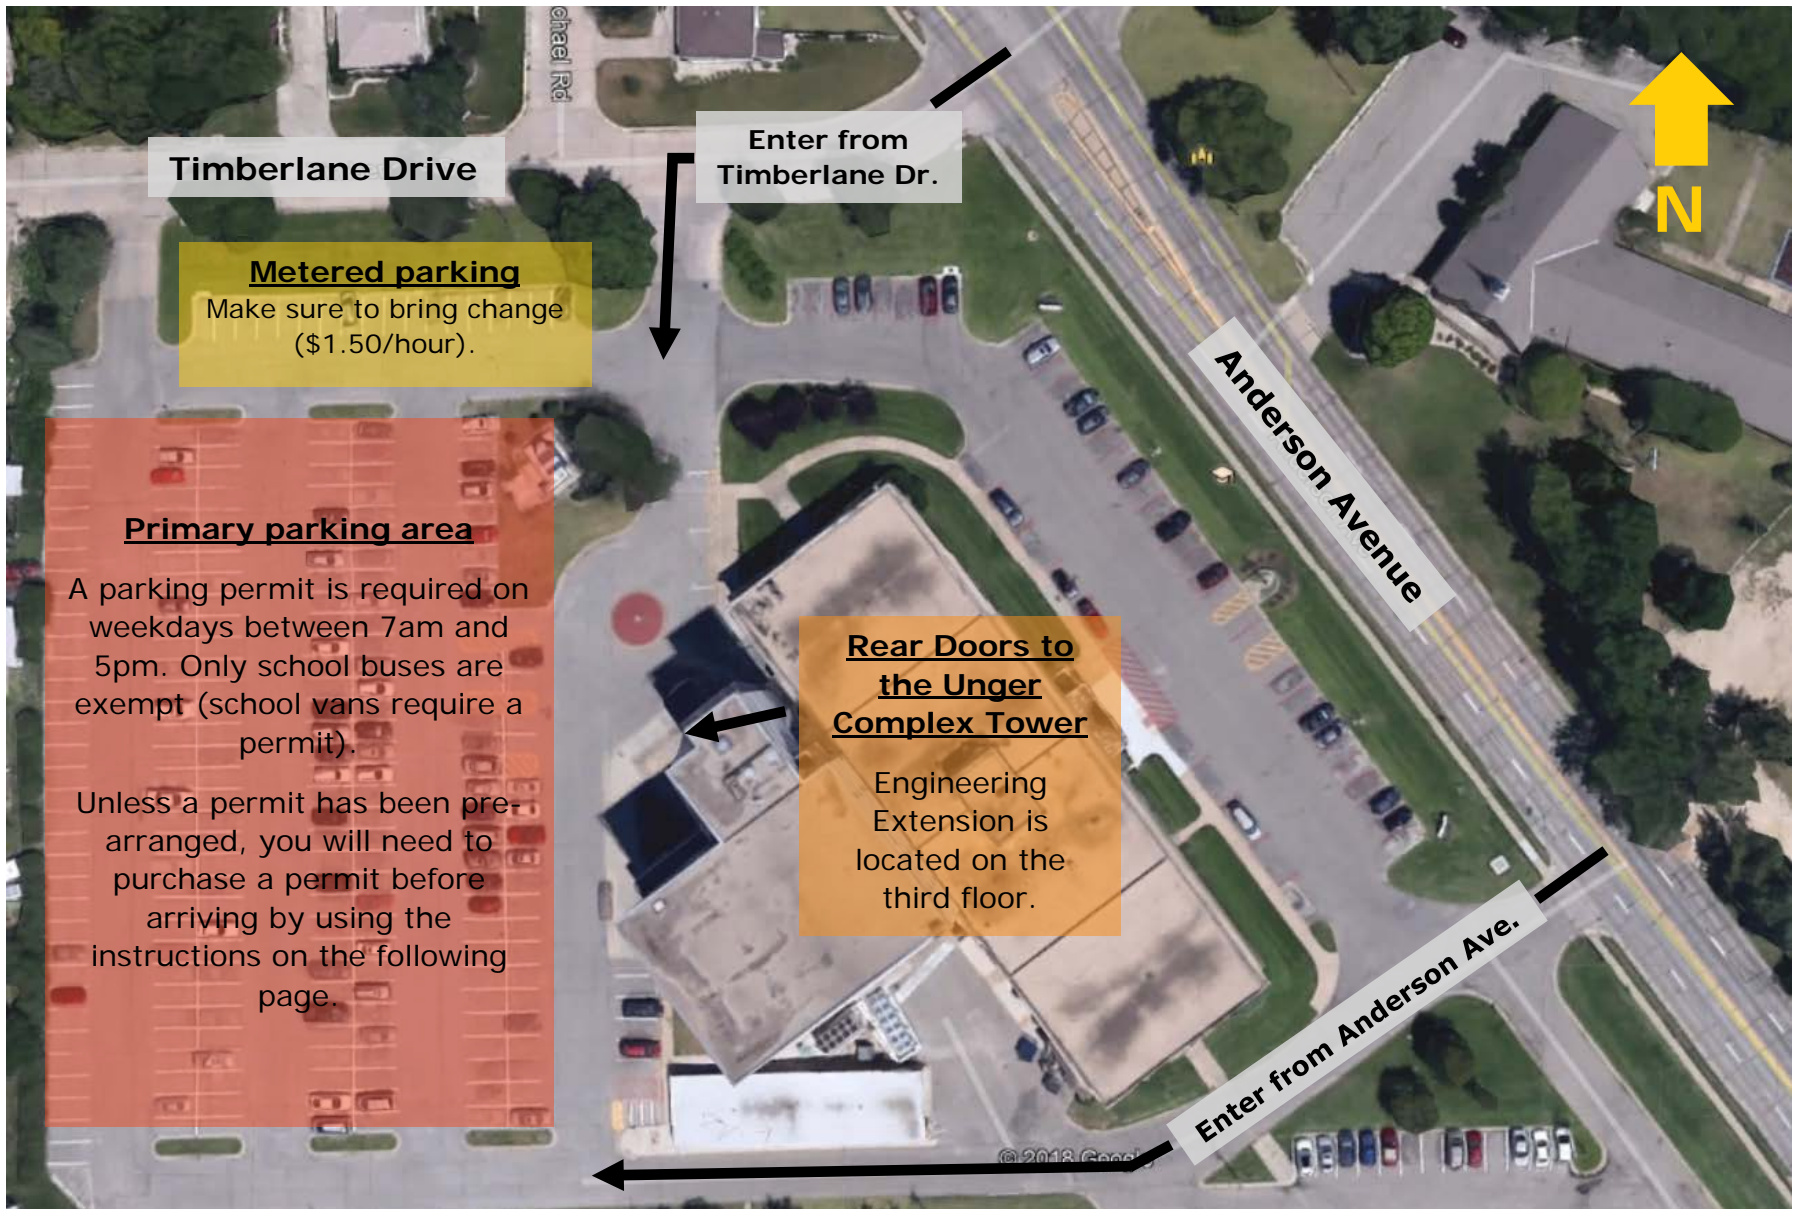 chael Rd
Timberlane Drive
Enter from
Timberlane Dr.
N
Metered parking
Make sure to bring change
($1.50/hour).
Anderson Avenue
Primary parking area
A parking permit is required on
weekdays between 7am and
5pm. Only school buses are
exempt (school vans require a
permit).
Unless a permit has been pre-
arranged, you will need to
purchase a permit before
arriving by using the
instructions on the following
page.
Rear Doors to
the Unger
Complex Tower
Engineering
Extension is
located on the
third floor.
Enter from Anderson Ave.
© 2018 Google